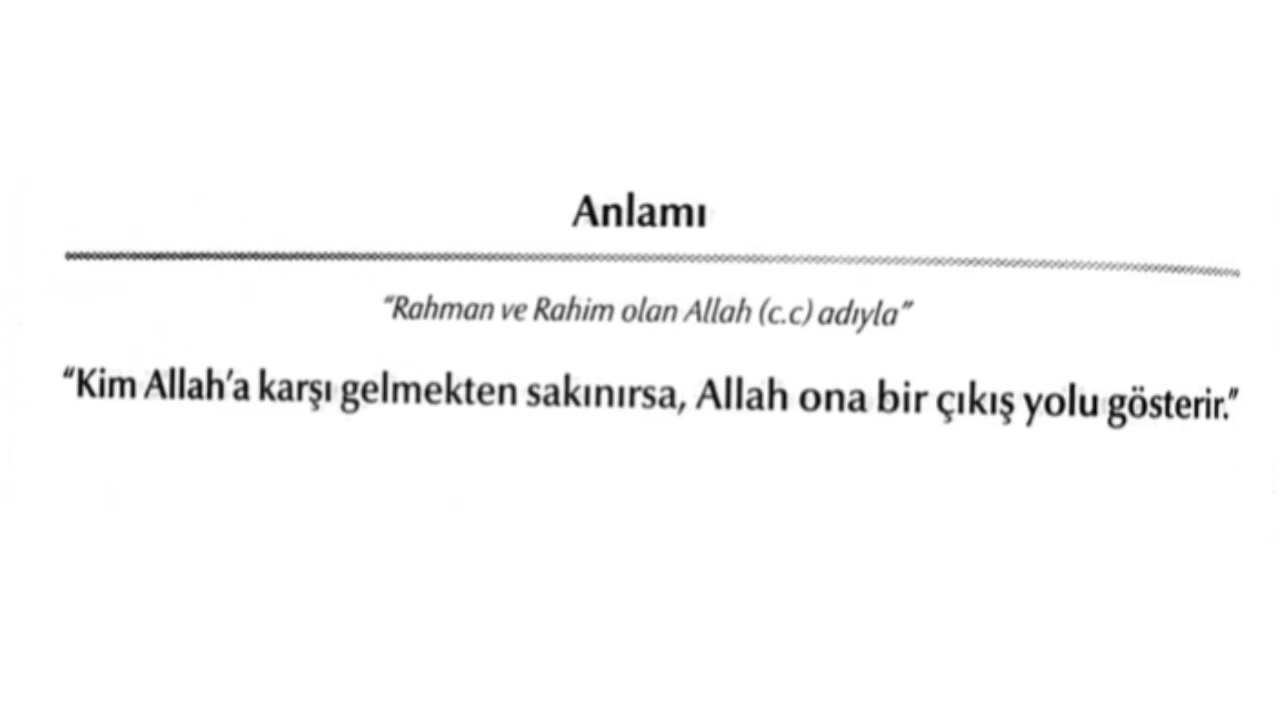 Anlamı
“Rahman ve Rahim olan Allah (c.c) adıyla”
“Kim Allah’a karşı gelmekten sakınırsa, Allah ona bir çıkış yolu gösterir.”